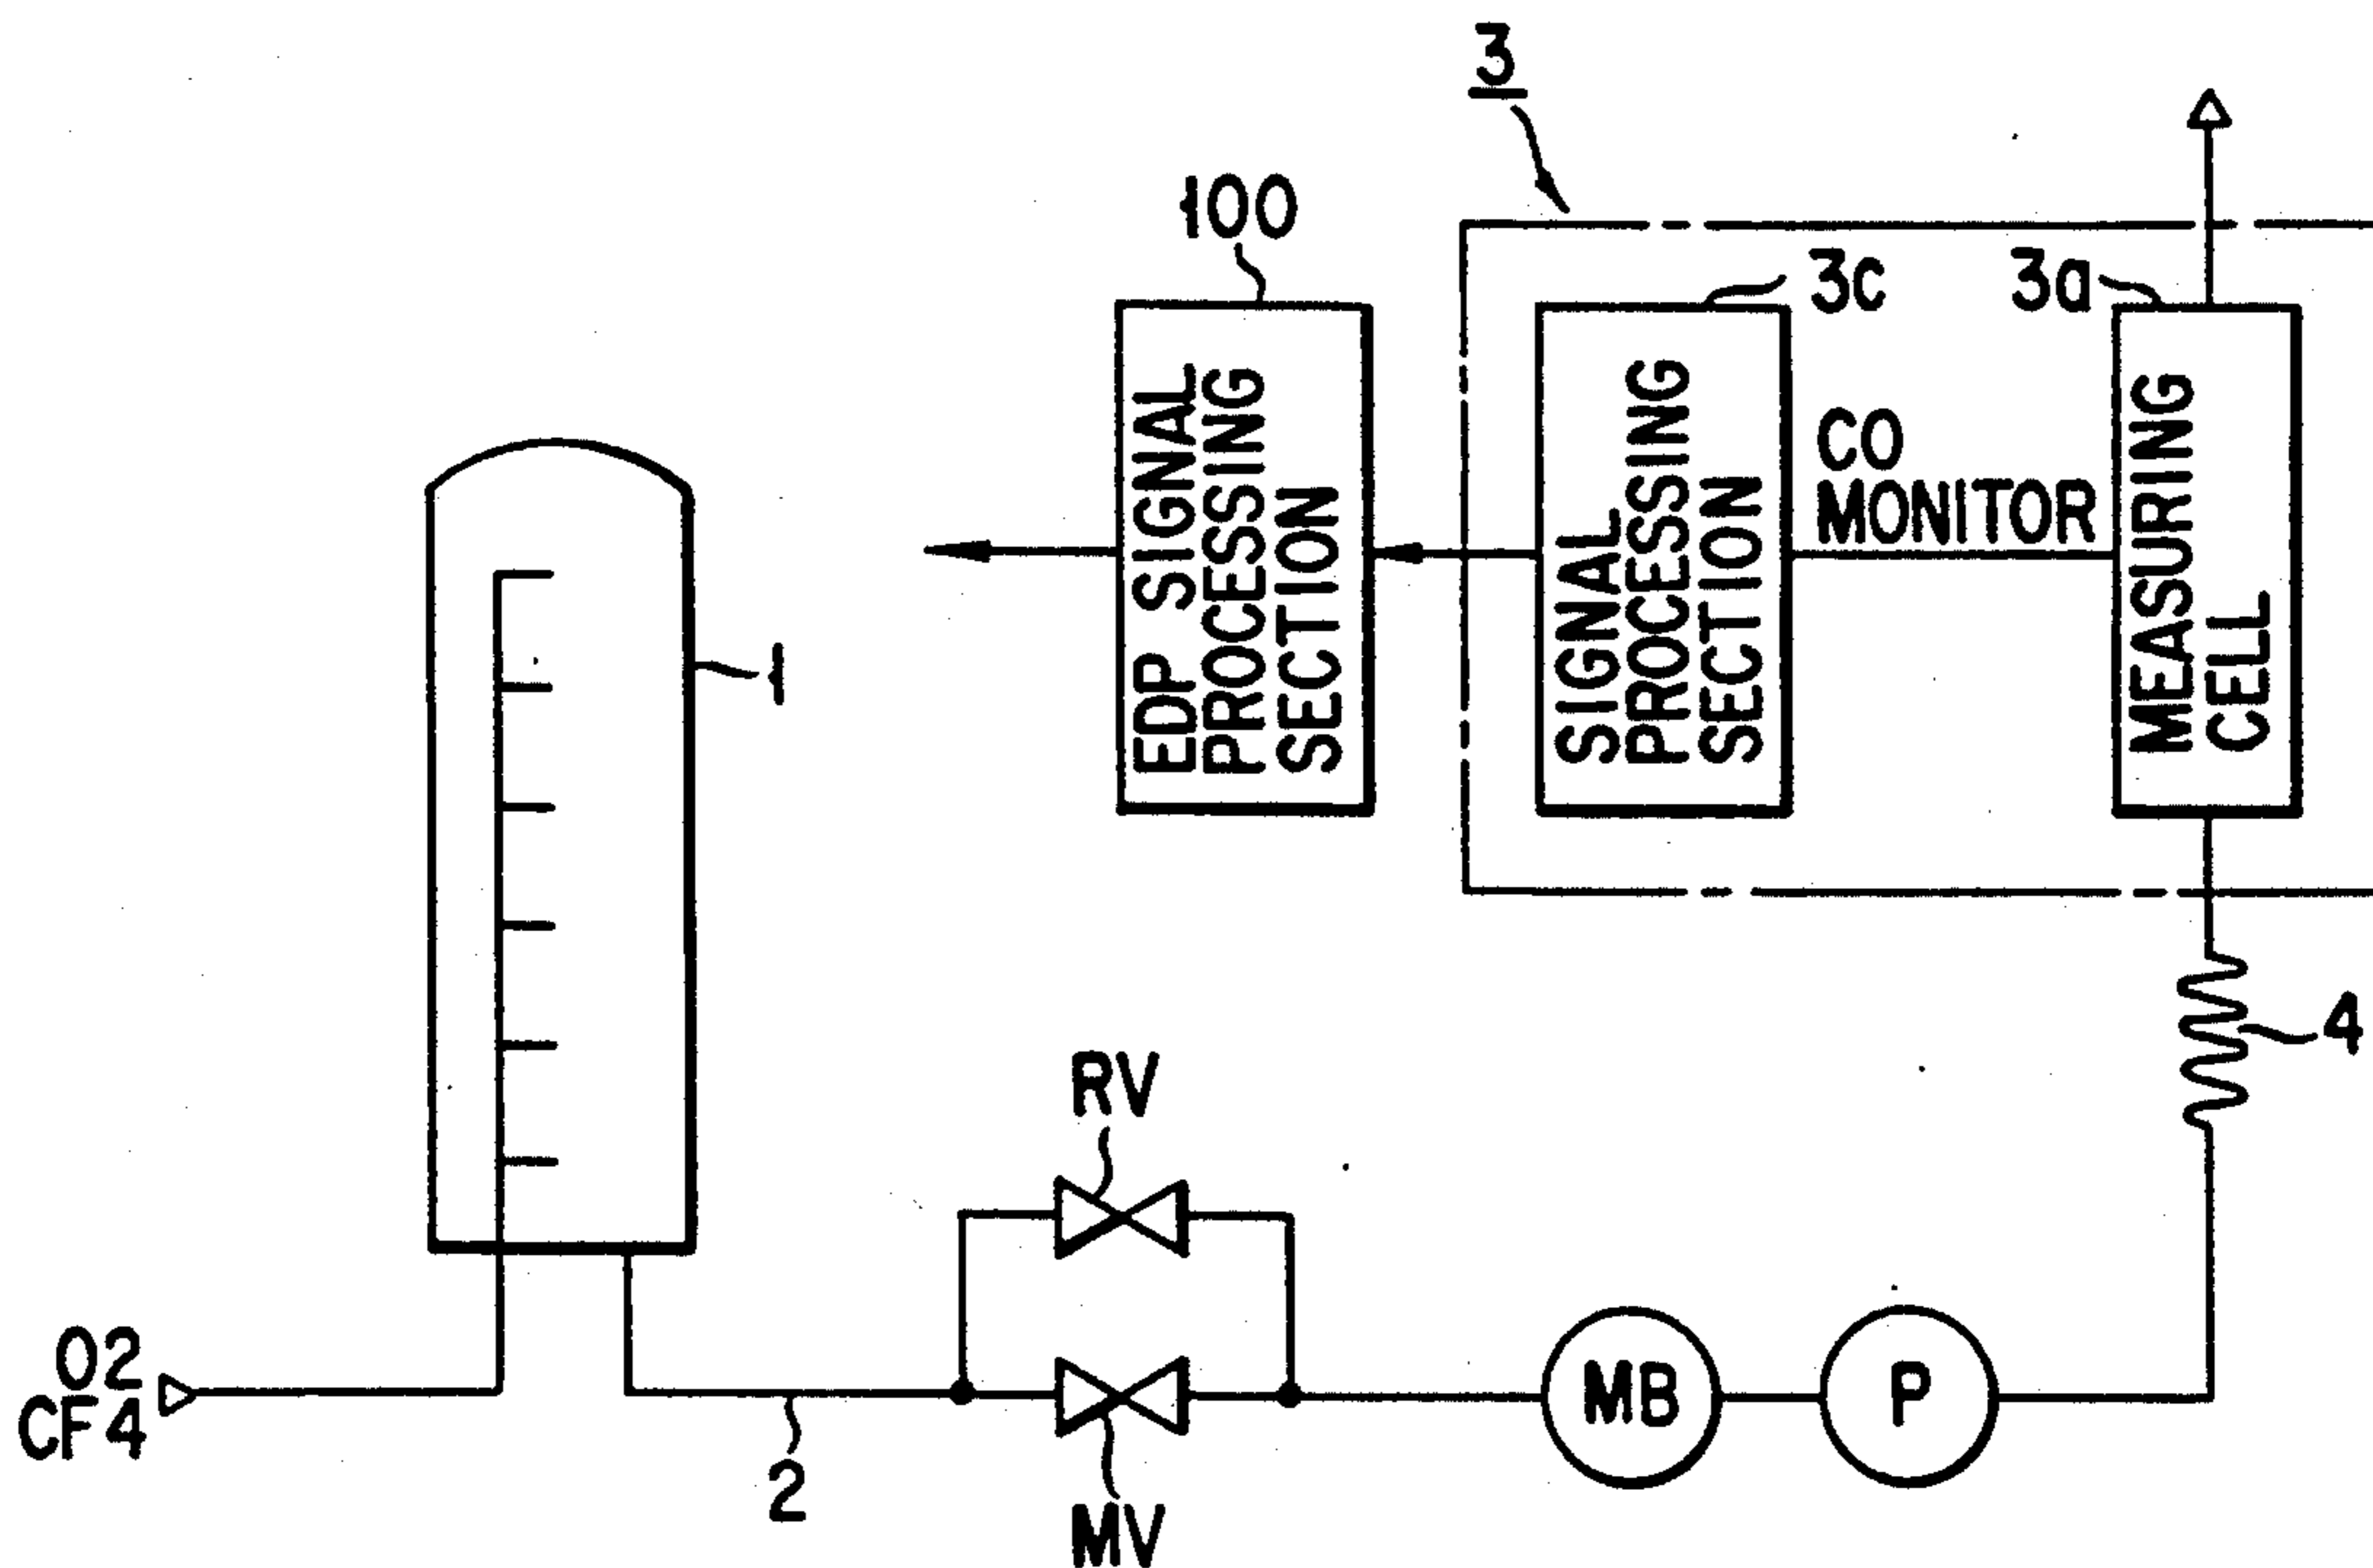 3
100
3c
3a
EDP SIGNAL
PROCESSING
SECTION
SIGNAL
PROCESSING
SECTION
CO
MONITOR
MEASURING
CELL
1
4
RV
O2
CF4
2
MV
MB
P